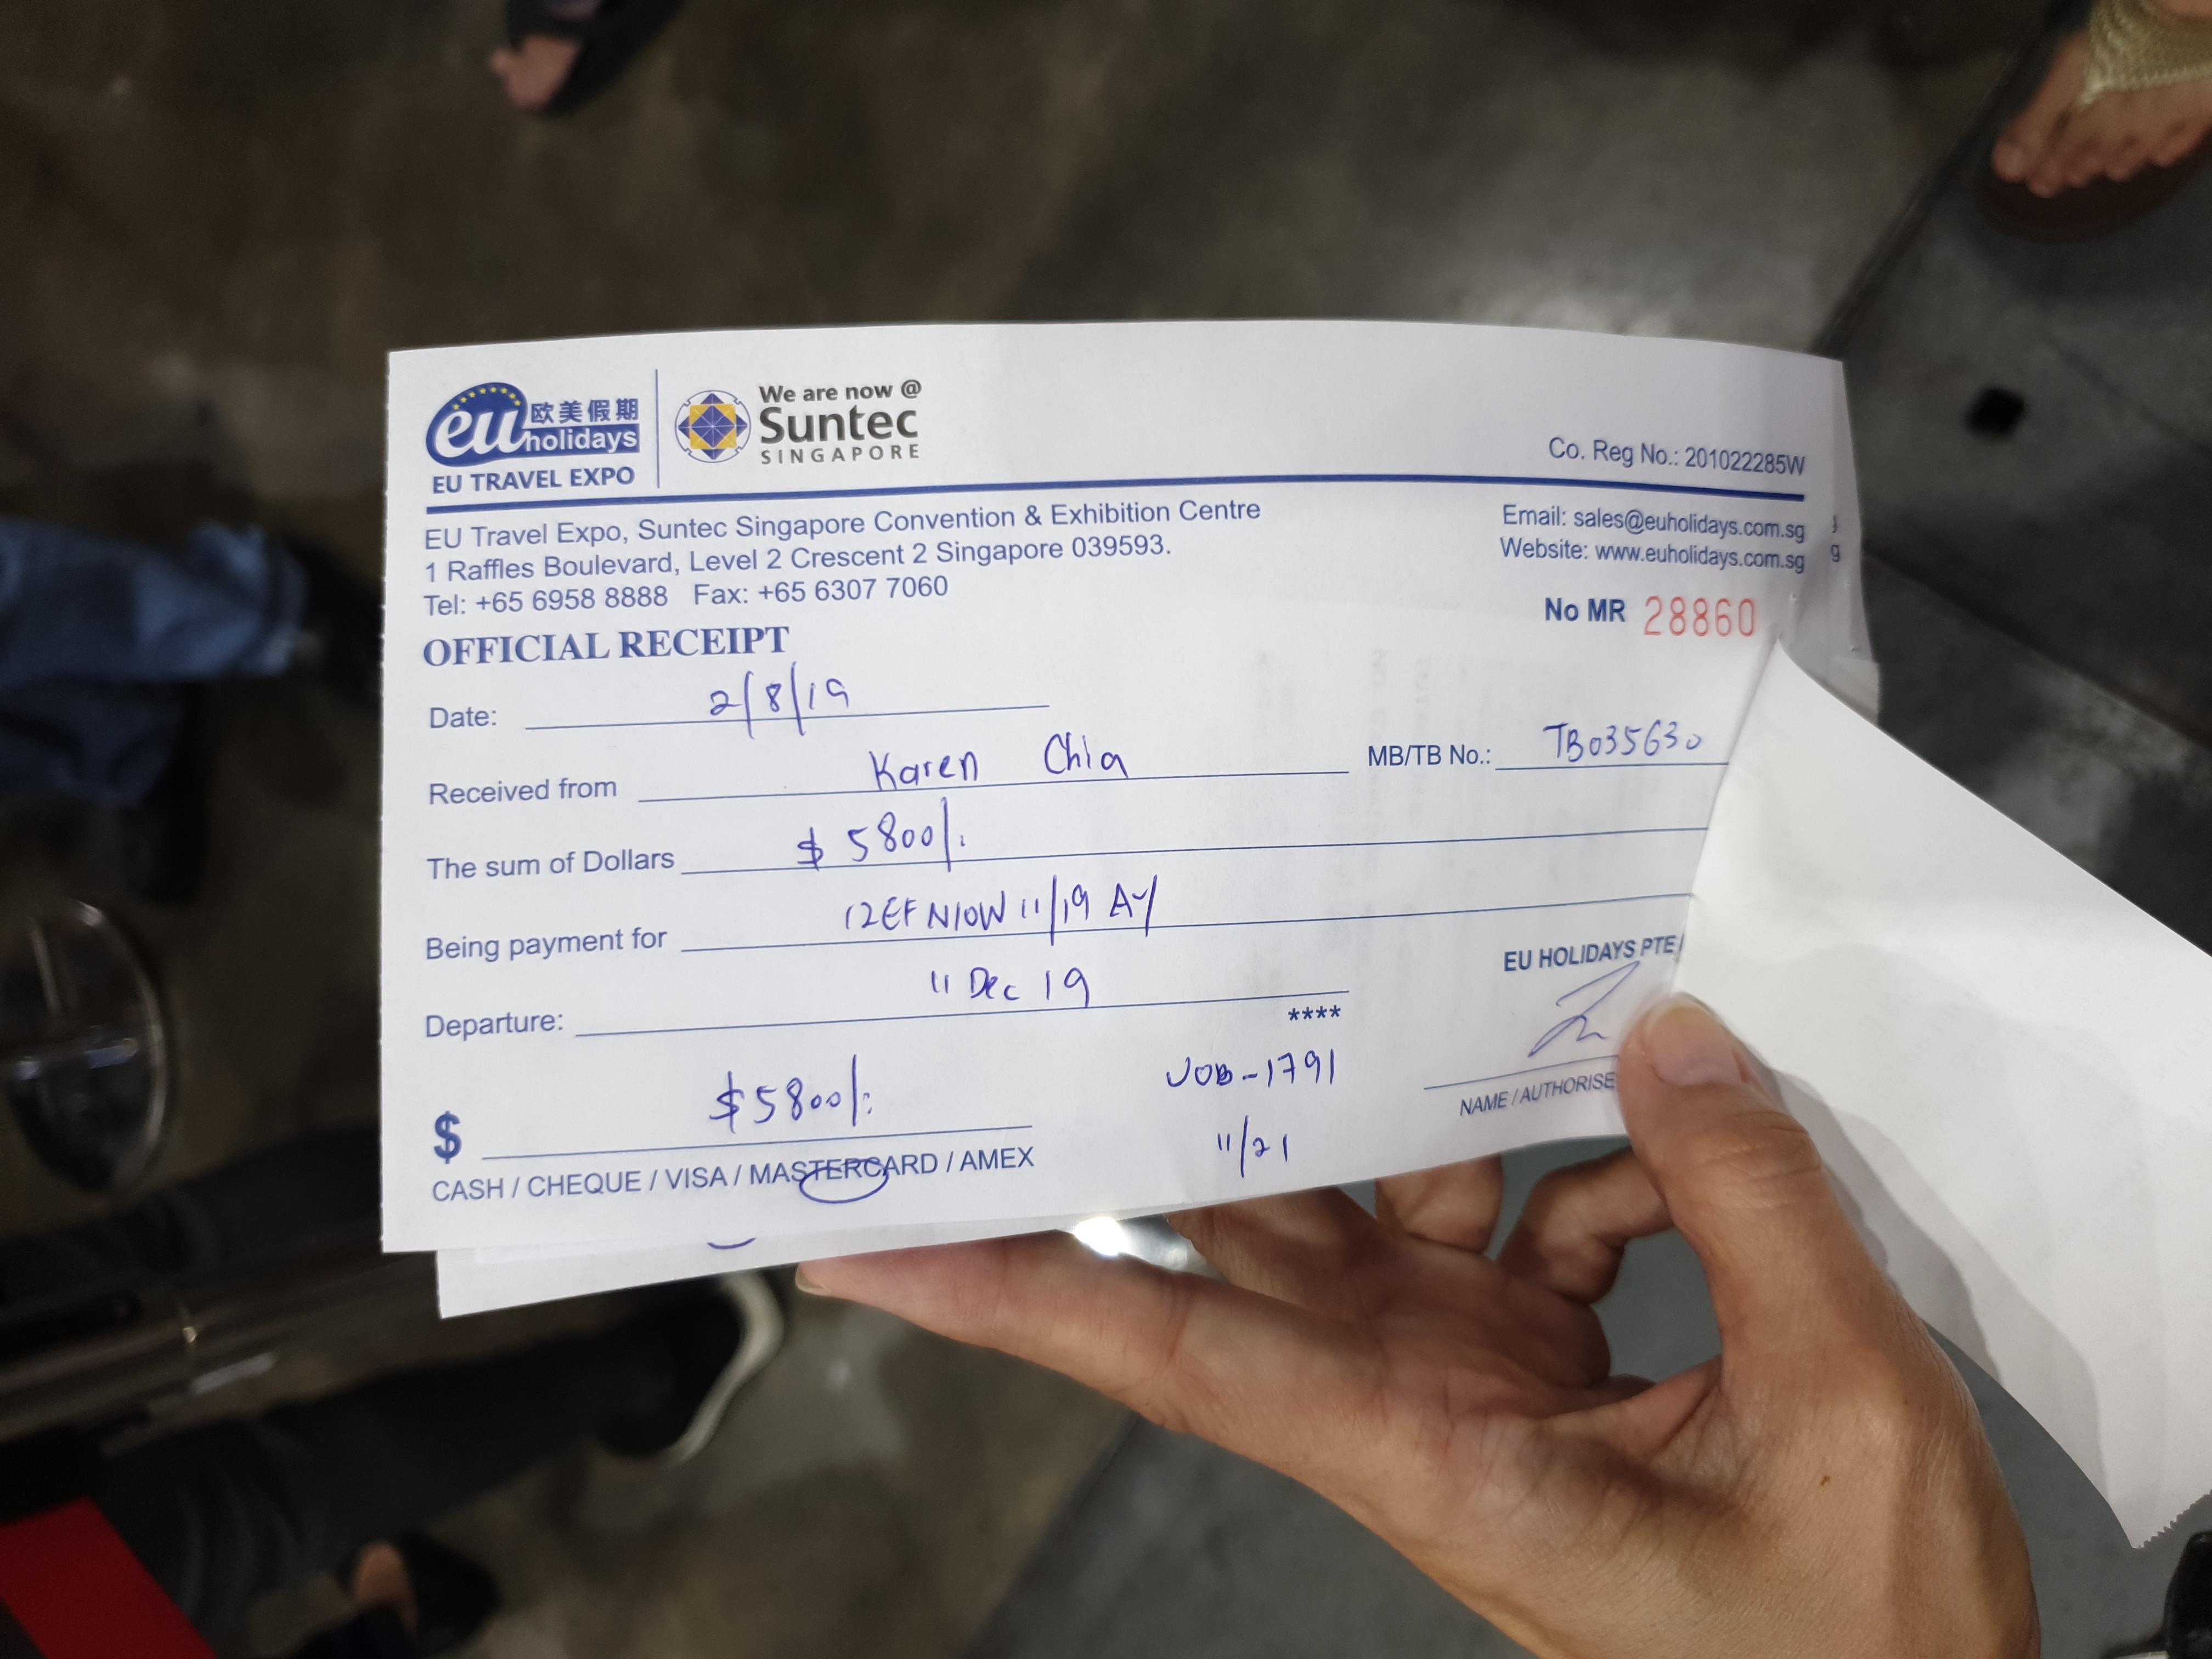 eu 欧美假期
holidays
EU TRAVEL EXPO
We are now @
Suntec
SINGAPORE
Co. Reg No.: 201022285W
EU Travel Expo, Suntec Singapore Convention & Exhibition Centre
1 Raffles Boulevard, Level 2 Crescent 2 Singapore 039593.
Tel: +65 6958 8888 Fax: +65 6307 7060
Email: sales@euholidays.com.sg
Website: www.euholidays.com.sg
No MR 28860
OFFICIAL RECEIPT
Date: 2/8/19
Received from Karen Chia MB/TB No.: TB035630
The sum of Dollars $ 5800/.
Being payment for 12EFN10W 11/19 AY
Departure: 11 Dec 19
****
EU HOLIDAYS PTE
$ $5800/.
1791
11/21
NAME / AUTHORISE
CASH / CHEQUE / VISA / MASTERCARD / AMEX